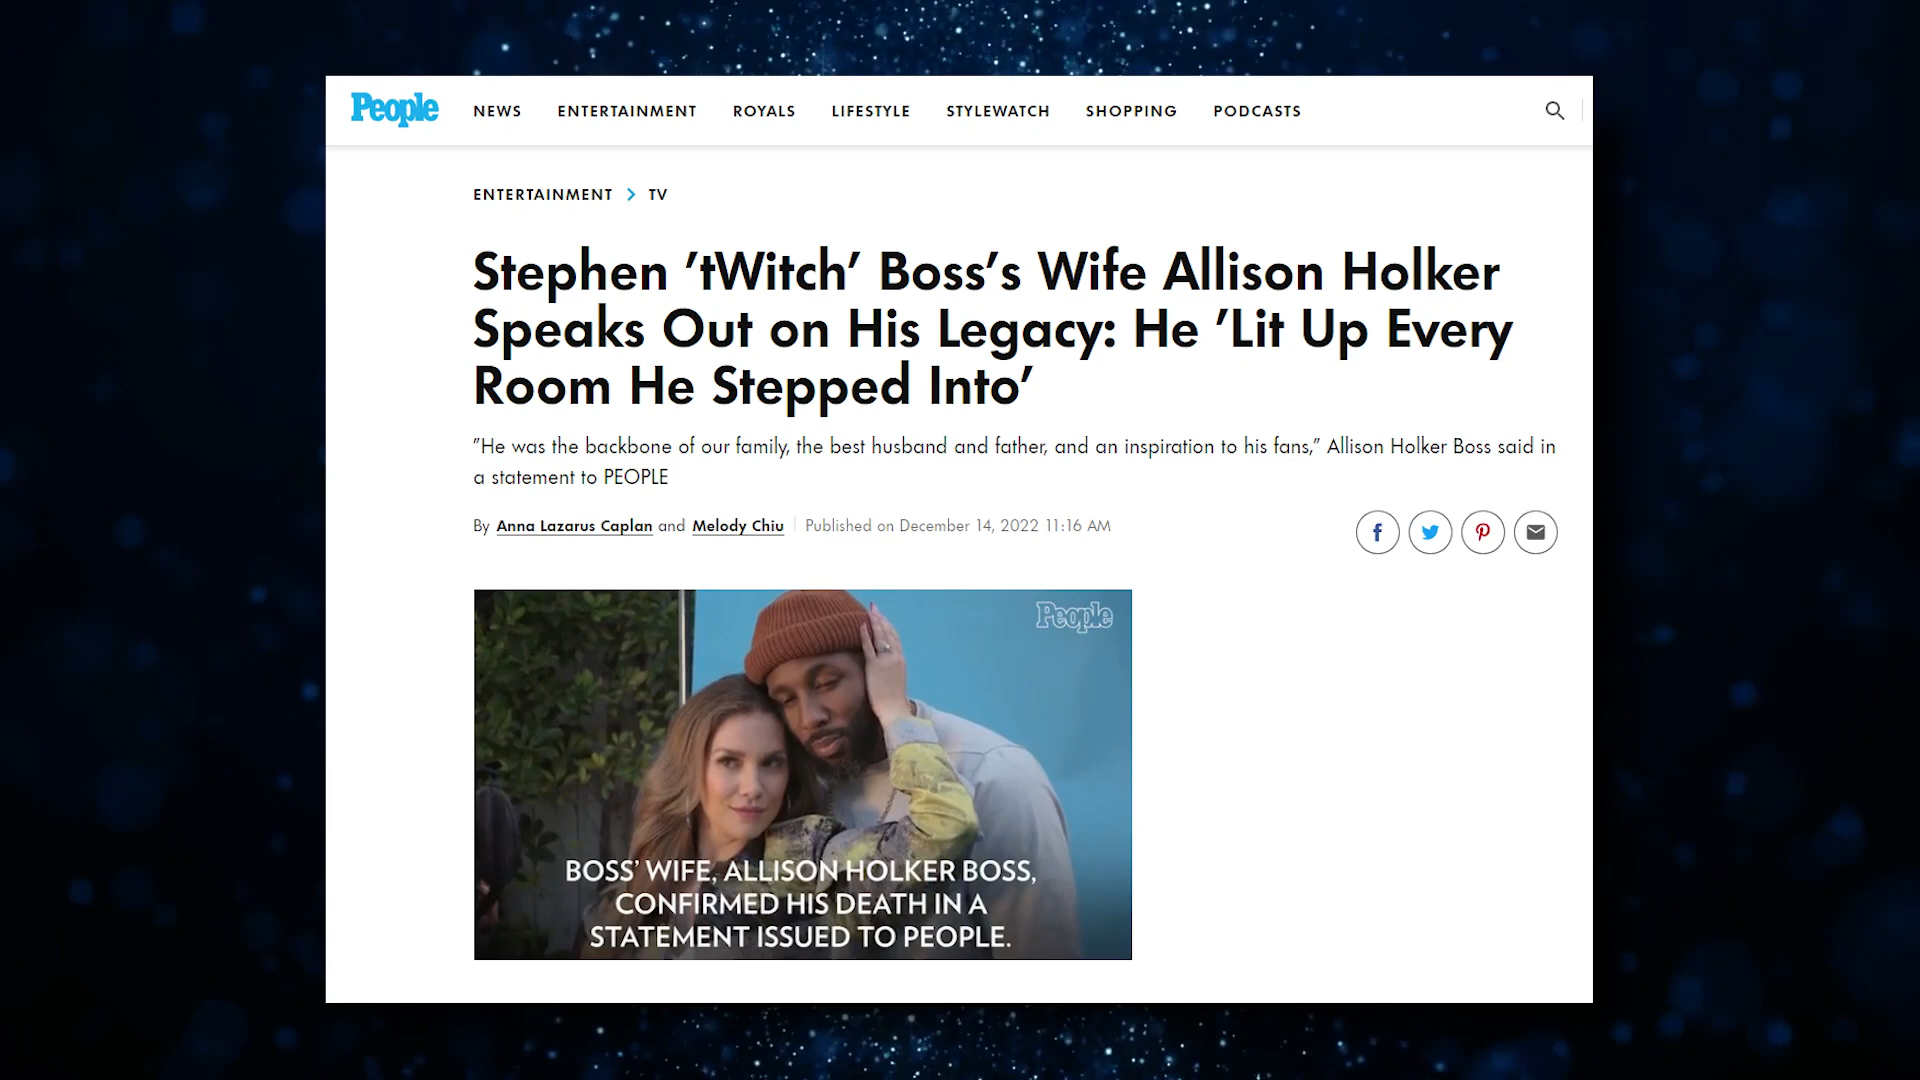 People NEWS ENTERTAINMENT ROYALS LIFESTYLE STYLEWATCH SHOPPING PODCASTS
ENTERTAINMENT > TV
Stephen ’tWitch’ Boss’s Wife Allison Holker
Speaks Out on His Legacy: He ’Lit Up Every
Room He Stepped Into’
”He was the backbone of our family, the best husband and father, and an inspiration to his fans,” Allison Holker Boss said in
a statement to PEOPLE
By Anna Lazarus Caplan and Melody Chiu | Published on December 14, 2022 11:16 AM
People
BOSS’ WIFE, ALLISON HOLKER BOSS,
CONFIRMED HIS DEATH IN A
STATEMENT ISSUED TO PEOPLE.